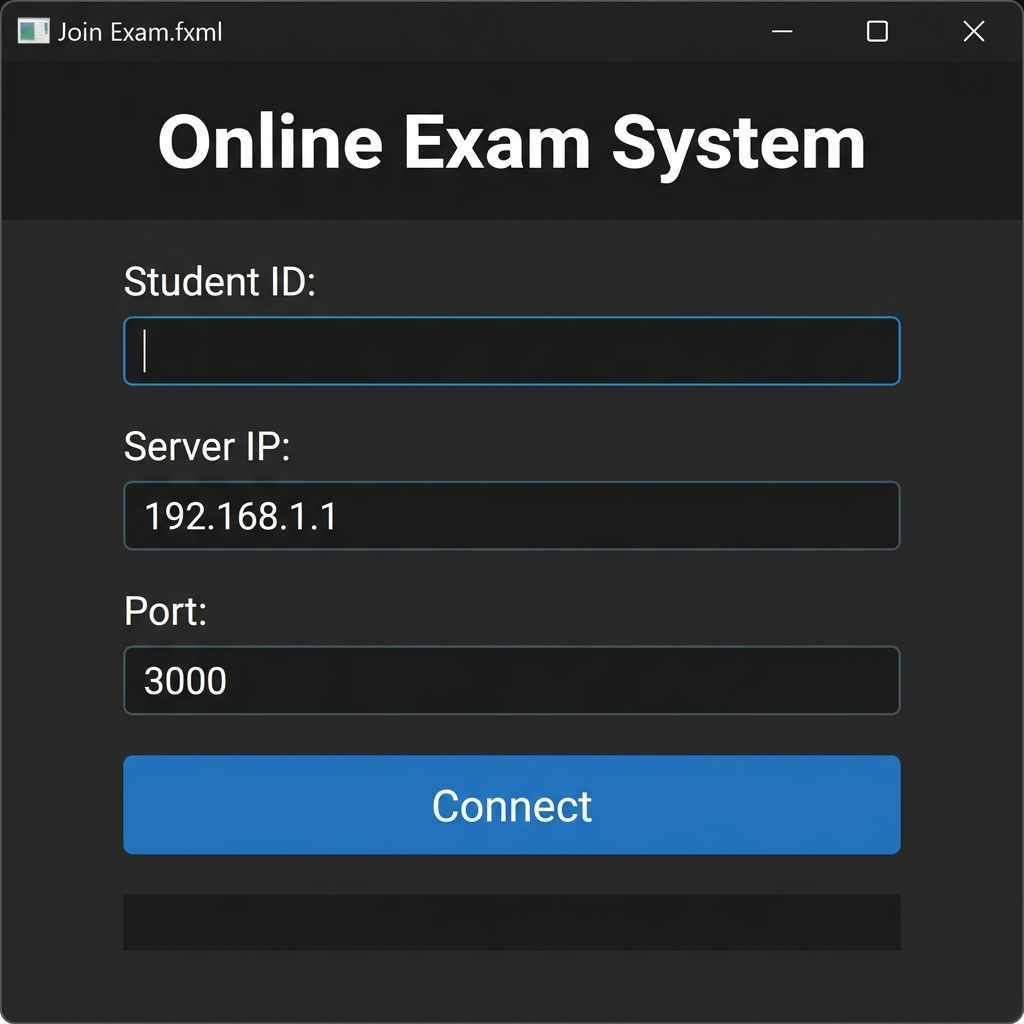 Join Exam.fxml
Online Exam System
Student ID:
Server IP:
192.168.1.1
Port:
3000
Connect